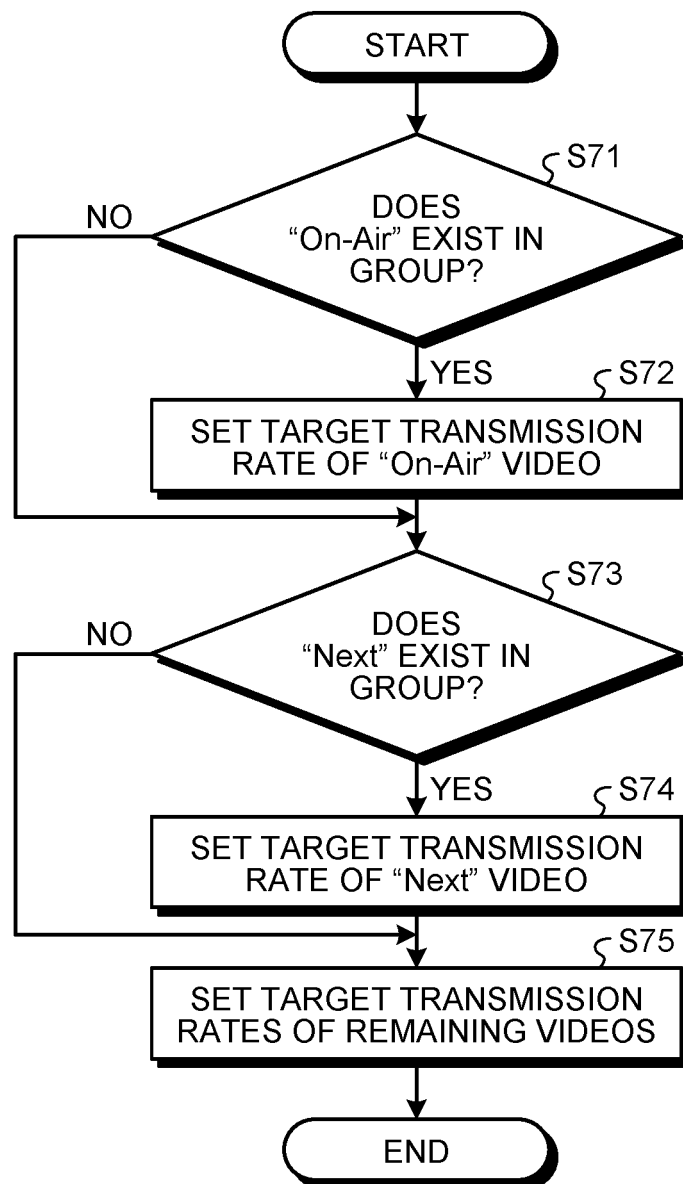 START
S71
NO
DOES
“On-Air” EXIST IN
GROUP?
YES
S72
SET TARGET TRANSMISSION
RATE OF “On-Air” VIDEO
S73
NO
DOES
“Next” EXIST IN
GROUP?
YES
S74
SET TARGET TRANSMISSION
RATE OF “Next” VIDEO
S75
SET TARGET TRANSMISSION
RATES OF REMAINING VIDEOS
END